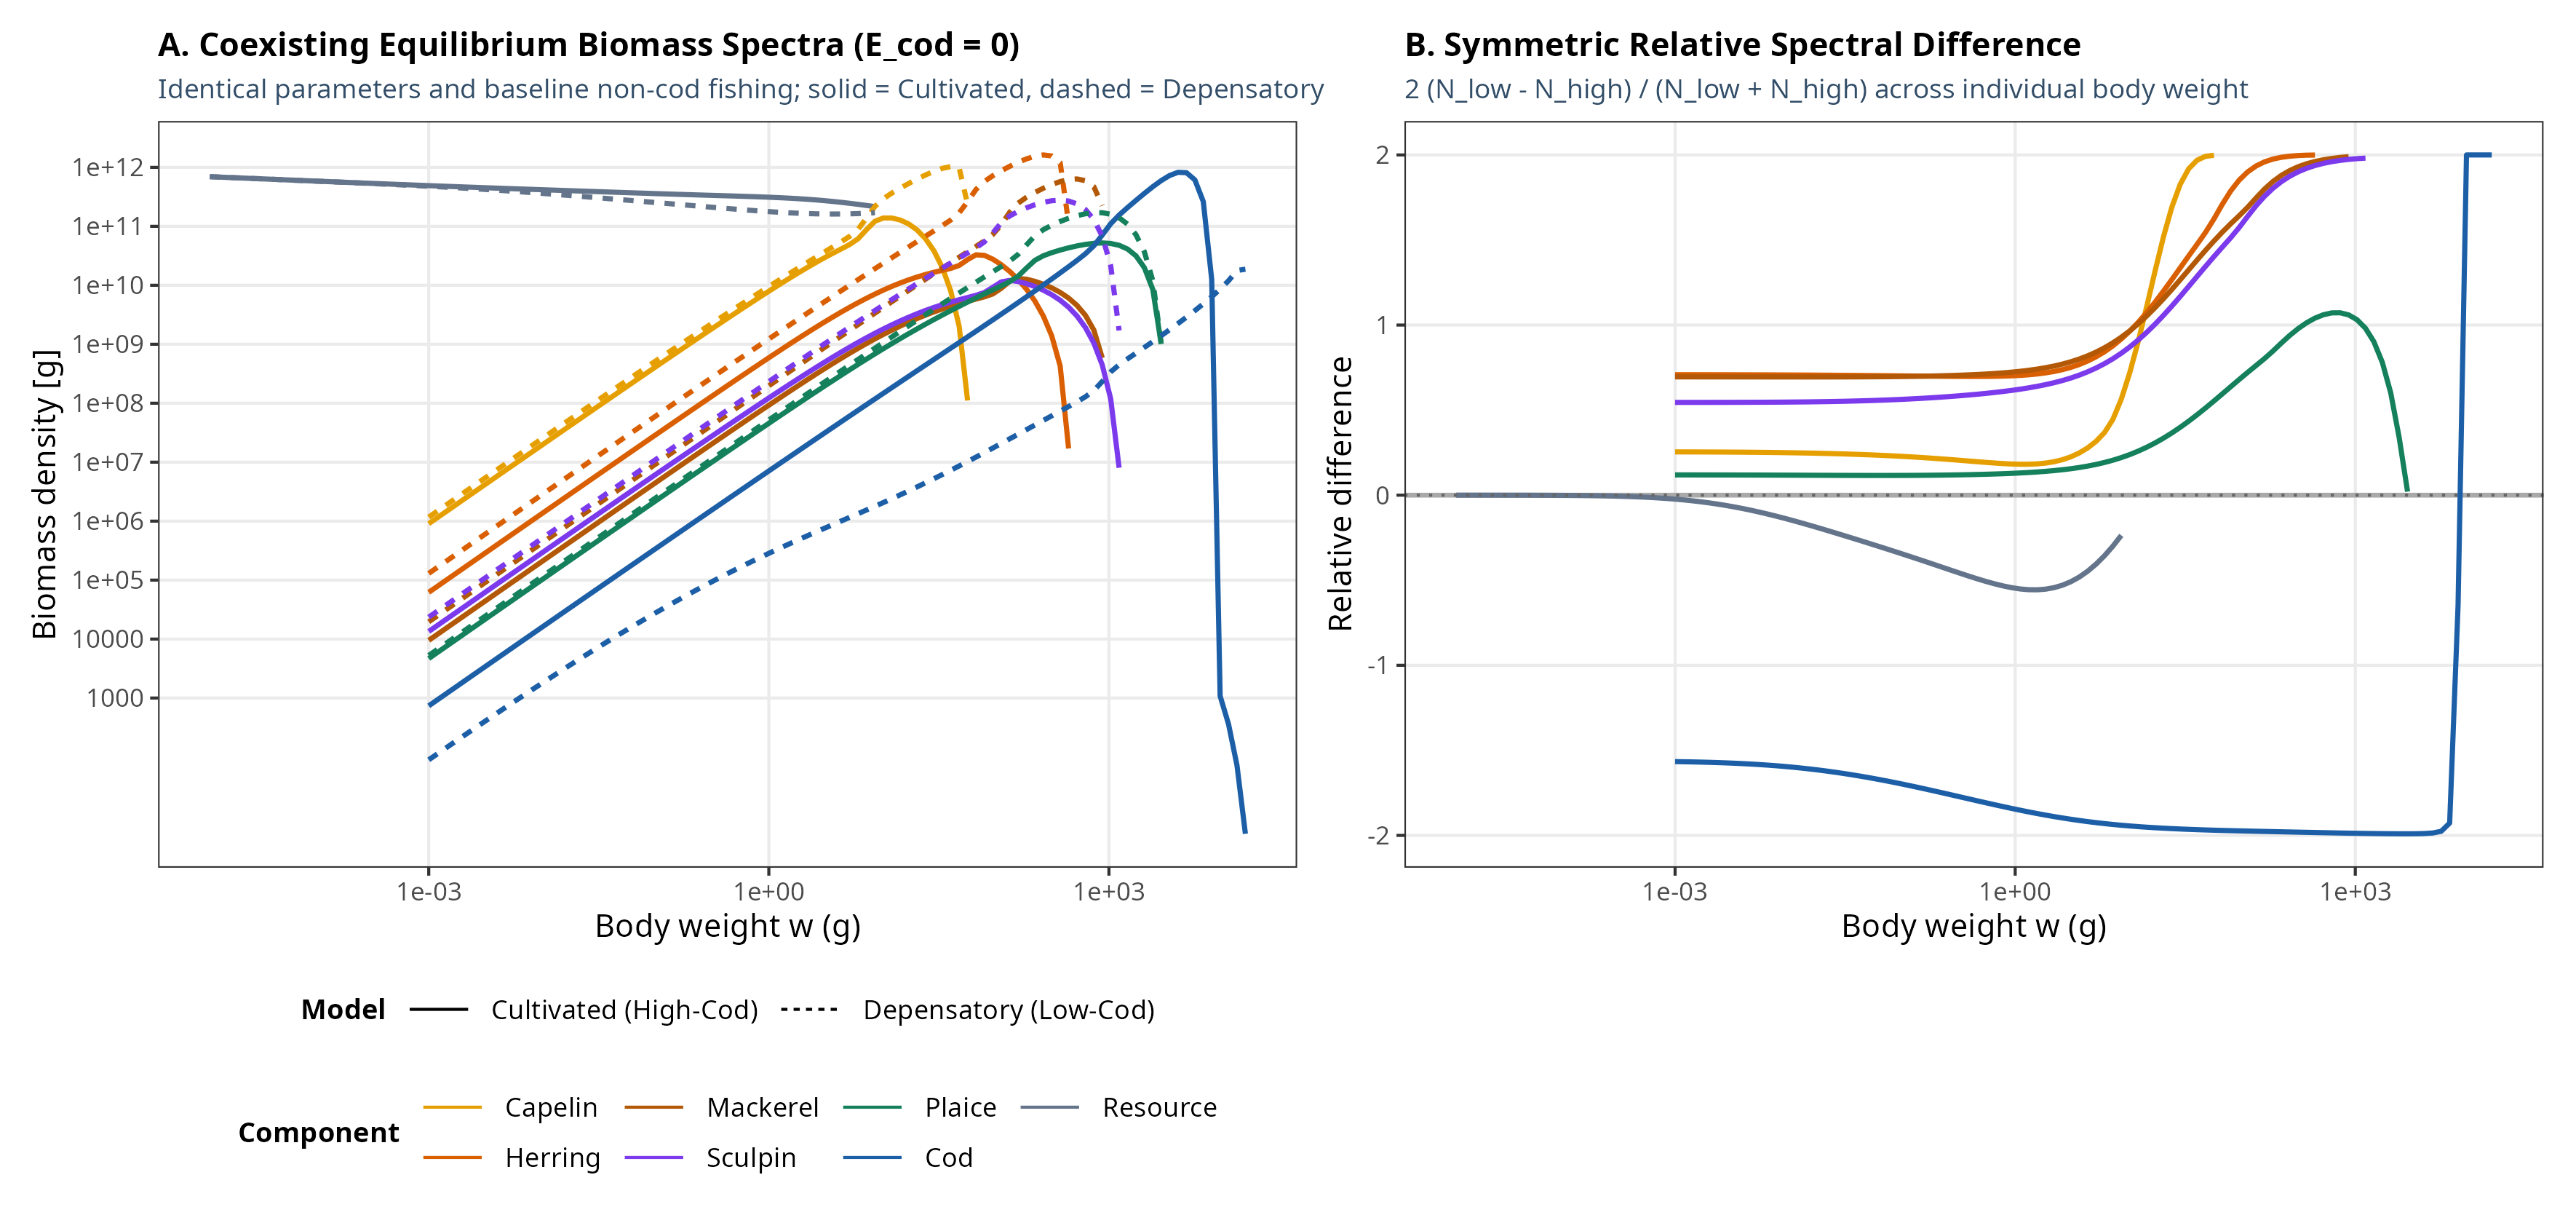 A. Coexisting Equilibrium Biomass Spectra (E_cod = 0)
Identical parameters and baseline non-cod fishing; solid = Cultivated, dashed = Depensatory
Biomass density [g]
1e+12
1e+11
1e+10
1e+09
1e+08
1e+07
1e+06
1e+05
10000
1000
1e-03
1e+00
1e+03
Body weight w (g)
B. Symmetric Relative Spectral Difference
2 (N_low - N_high) / (N_low + N_high) across individual body weight
Relative difference
2
1
0
-1
-2
1e-03
1e+00
1e+03
Body weight w (g)
Model
Cultivated (High-Cod)
Depensatory (Low-Cod)
Component
Capelin
Mackerel
Plaice
Resource
Herring
Sculpin
Cod